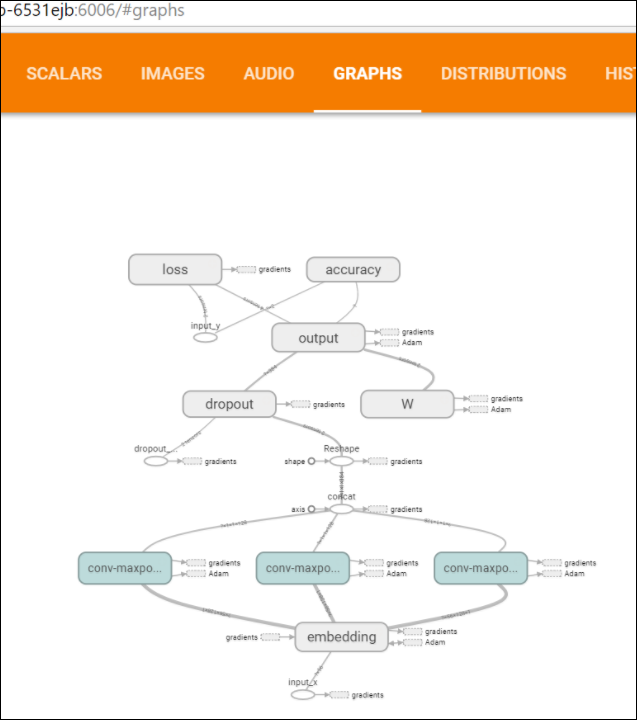 o-6531ejb:6006/#graphs
SCALARS IMAGES AUDIO GRAPHS DISTRIBUTIONS HIS
loss gradients accuracy
input_y
output gradients
Adam
dropout gradients W gradients
Adam
dropout_... gradients shape Reshape gradients
axis concat gradients
conv-maxpo... gradients Adam conv-maxpo... gradients Adam conv-maxpo... gradients Adam
gradients embedding gradients
Adam
input_x gradients